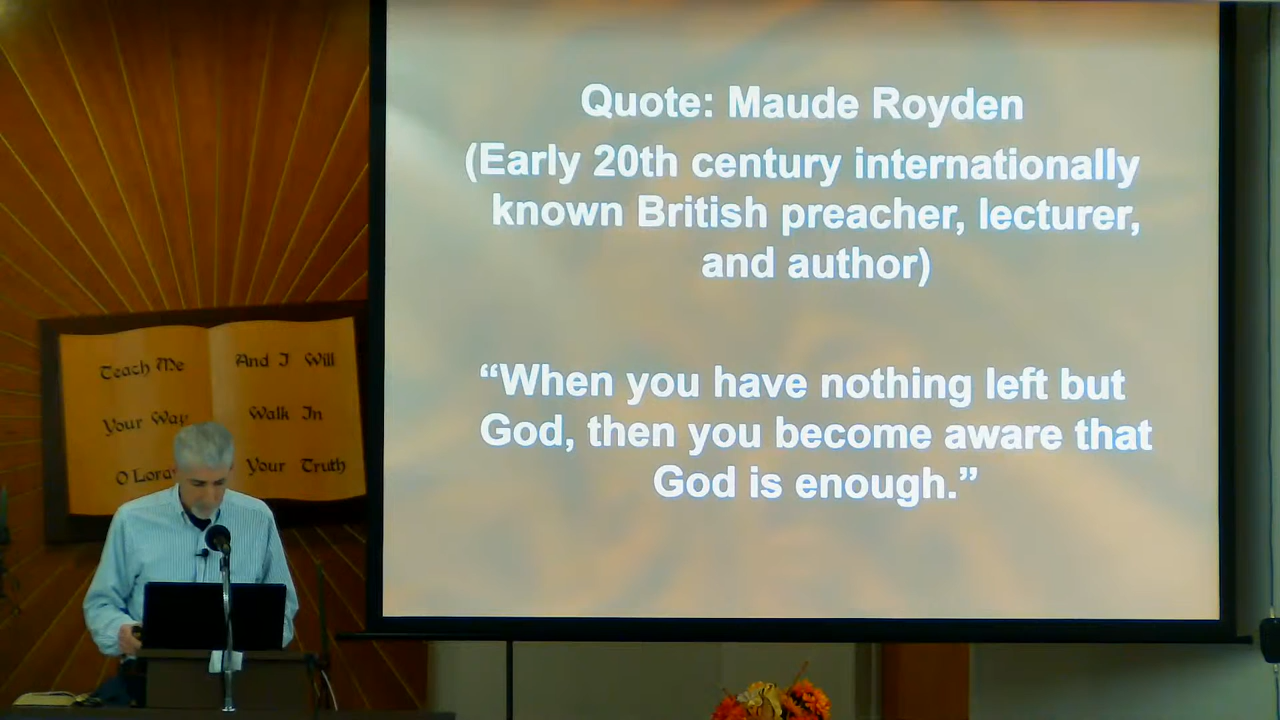 Quote: Maude Royden
(Early 20th century internationally
known British preacher, lecturer,
and author)
“When you have nothing left but
God, then you become aware that
God is enough.”
Teach Me
Your Way
O Lord
And I Will
Walk In
Your Truth